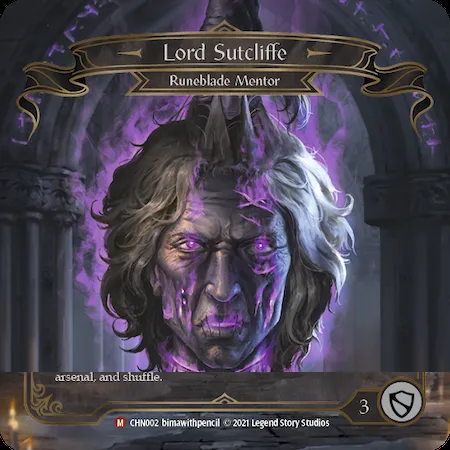 Lord Sutcliffe
Runeblade Mentor
arsenal, and shuffle.
3
M CHN002 bimawithpencil © 2021 Legend Story Studios